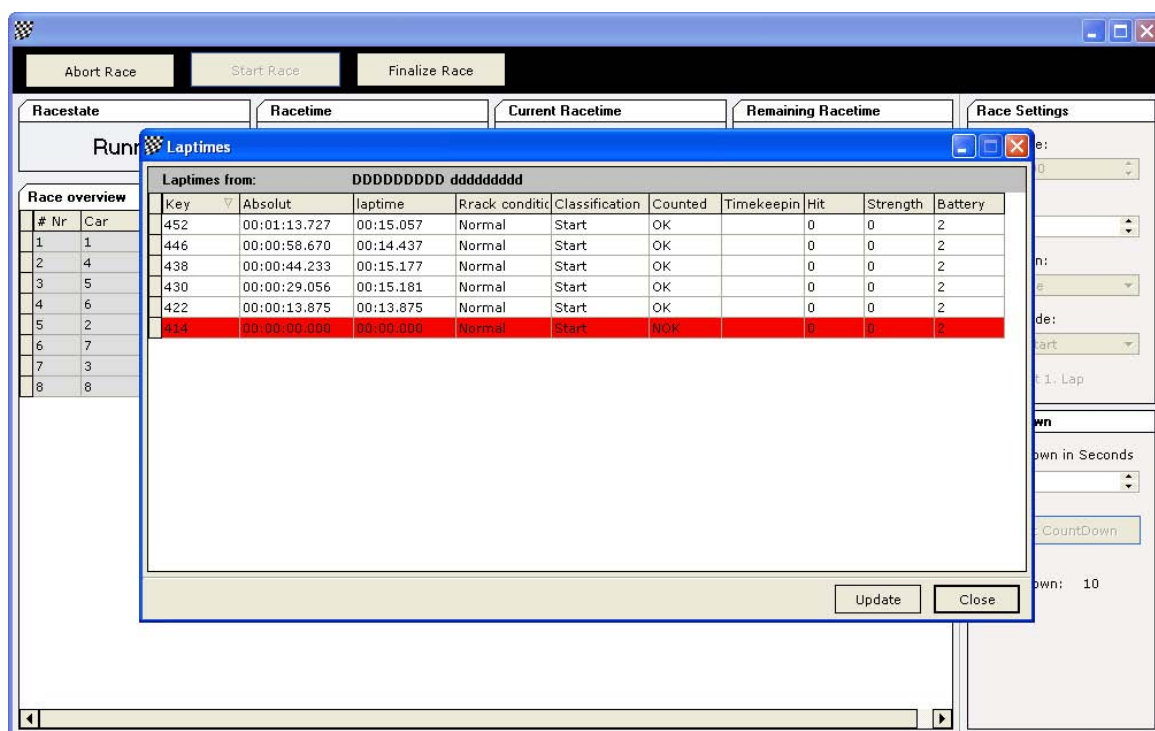 Abort Race Start Race Finalize Race
Racestate Racetime Current Racetime Remaining Racetime Race Settings
Laptimes
Laptimes from: DDDDDDDDDD ddddddddd
Key Absolut laptime Rrack conditic Classification Counted Timekeepin Hit Strength Battery
452 00:01:13.727 00:15.057 Normal Start OK 0 0 2
446 00:00:58.670 00:14.437 Normal Start OK 0 0 2
438 00:00:44.233 00:15.177 Normal Start OK 0 0 2
430 00:00:29.056 00:15.181 Normal Start OK 0 0 2
422 00:00:13.875 00:13.875 Normal Start OK 0 0 2
414 00:00:00.000 00:00.000 Normal Start NOK 0 0 2
Update Close
Race overview
# Nr Car
1 1
2 4
3 5
4 6
5 2
6 7
7 3
8 8
1. Lap
in Seconds
CountDown
10